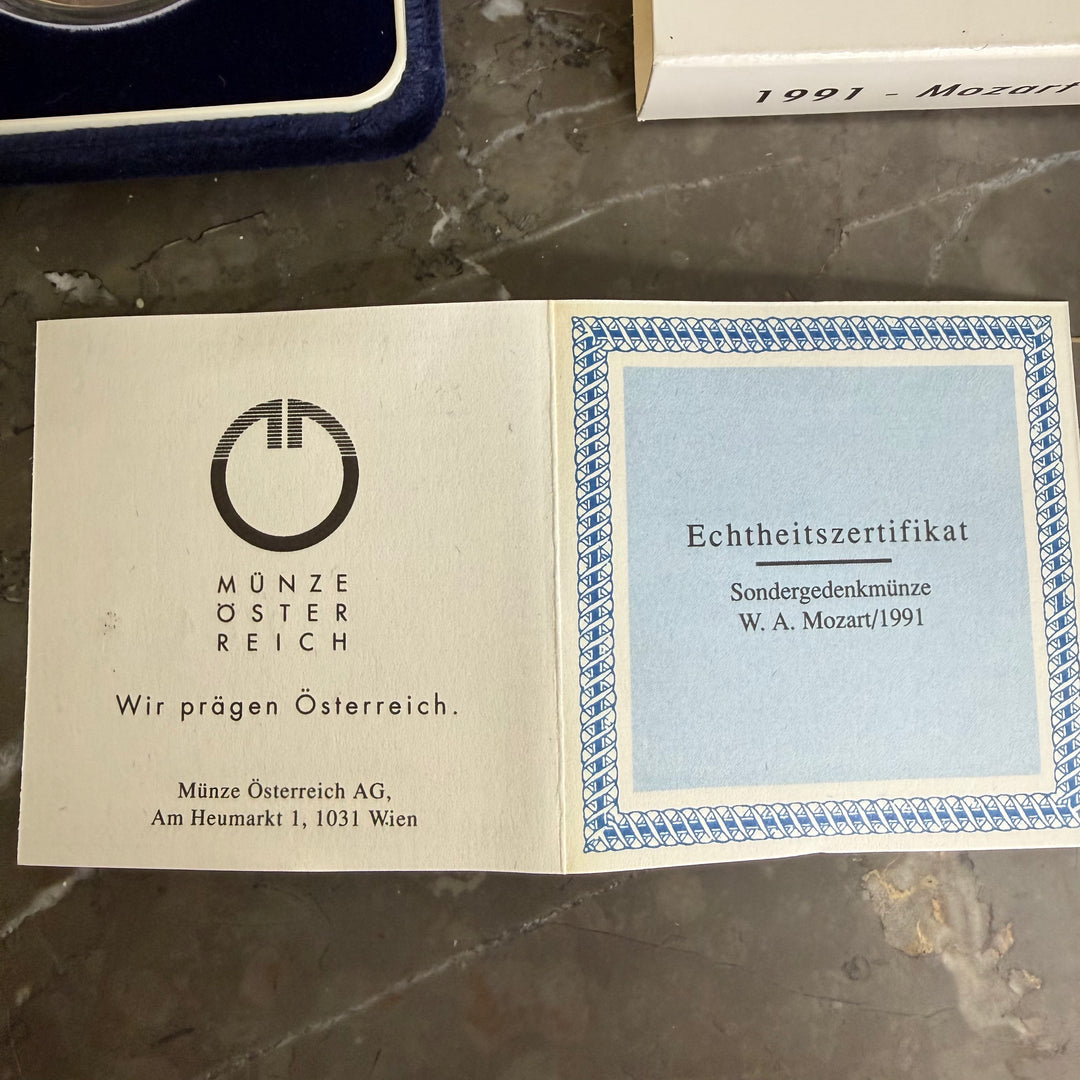 1991 - Mozart
MÜNZE
ÖSTER
REICH
Wir prägen Österreich.
Münze Österreich AG,
Am Heumarkt 1, 1031 Wien
Echtheitszertifikat
Sondergedenkmünze
W. A. Mozart/1991